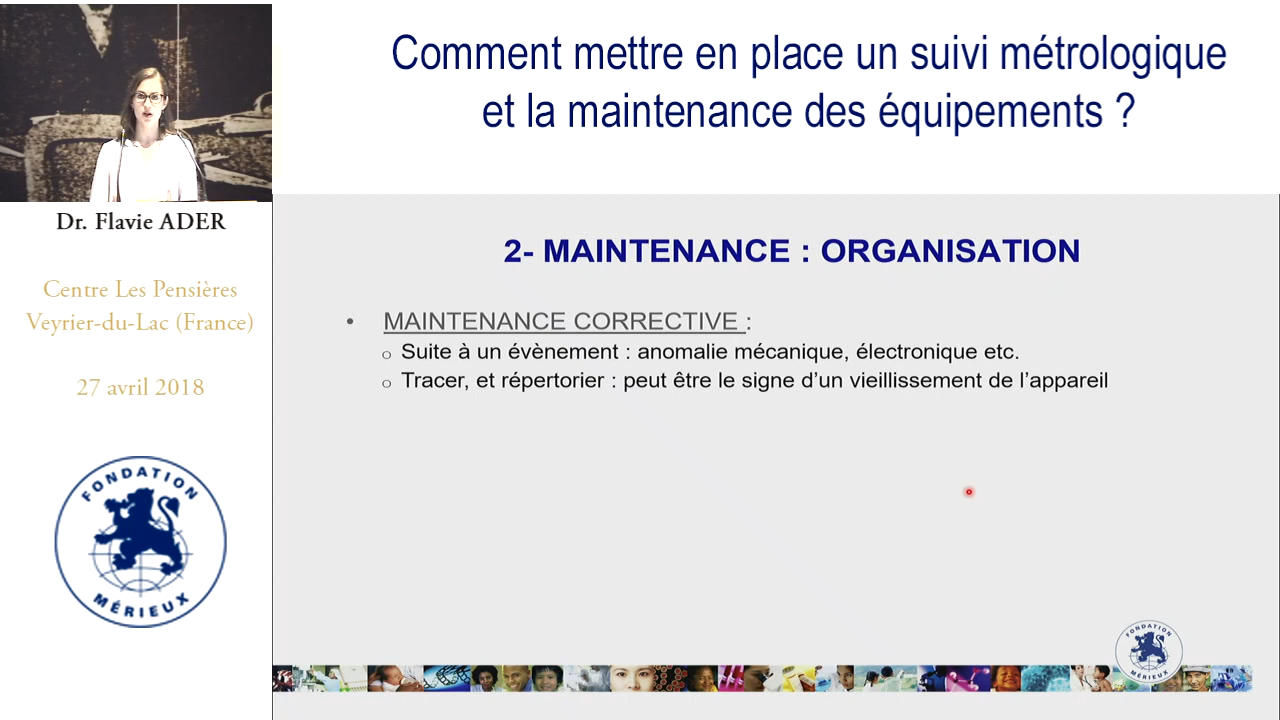 Comment mettre en place un suivi métrologique
et la maintenance des équipements ?
Dr. Flavie ADER
Centre Les Pensières
Veyrier-du-Lac (France)
27 avril 2018
FONDATION
MÉRIEUX
2- MAINTENANCE : ORGANISATION
• MAINTENANCE CORRECTIVE :
o Suite à un évènement : anomalie mécanique, électronique etc.
o Tracer, et répertorier : peut être le signe d’un vieillissement de l’appareil
FONDATION
MÉRIEUX